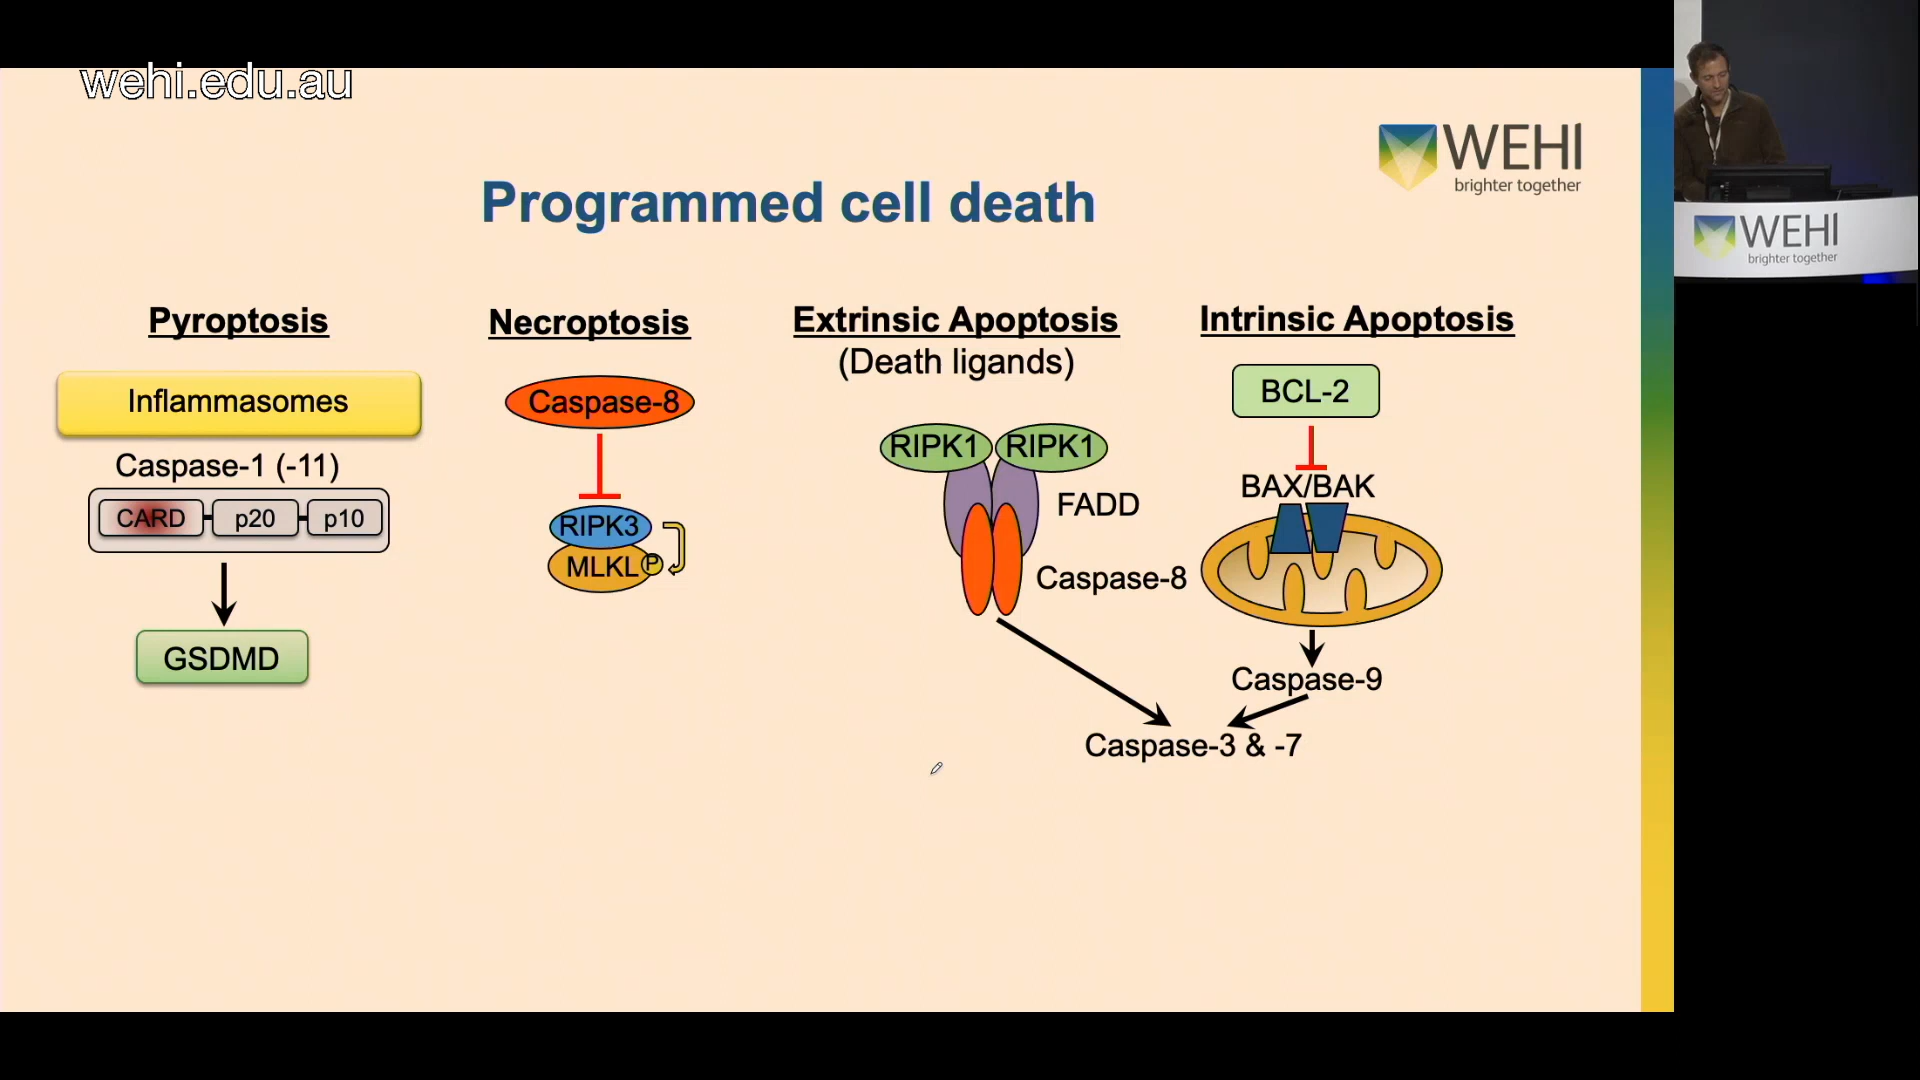 wehi.edu.au
WEHI
brighter together
Programmed cell death
Pyroptosis
Inflammasomes
Caspase-1 (-11)
CARD p20 p10
GSDMD
Necroptosis
Caspase-8
RIPK3
MLKL P
Extrinsic Apoptosis
(Death ligands)
RIPK1 RIPK1
FADD
Caspase-8
Intrinsic Apoptosis
BCL-2
BAX/BAK
Caspase-9
Caspase-3 & -7
WEHI
brighter together